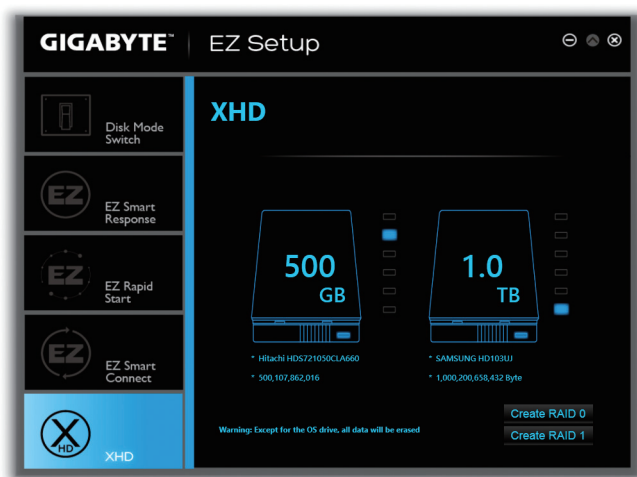 GIGABYTE™ EZ Setup
Disk Mode
Switch
EZ
EZ Smart
Response
EZ
EZ Rapid
Start
EZ
EZ Smart
Connect
X
HD
XHD
XHD
500
GB
* Hitachi HDS721050CLA660
* 500,107,862,016
1.0
TB
* SAMSUNG HD103UJ
* 1,000,200,658,432 Byte
Warning: Except for the OS drive, all data will be erased
Create RAID 0
Create RAID 1